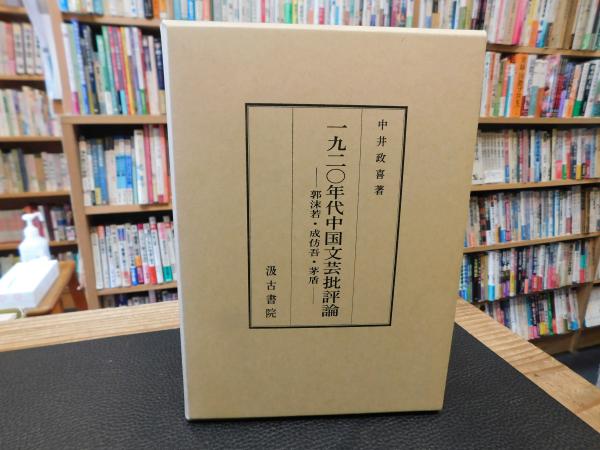 中井政喜著
一九二〇年代中国文芸批評論
──郭沫若・成仿吾・茅盾──
汲古書院